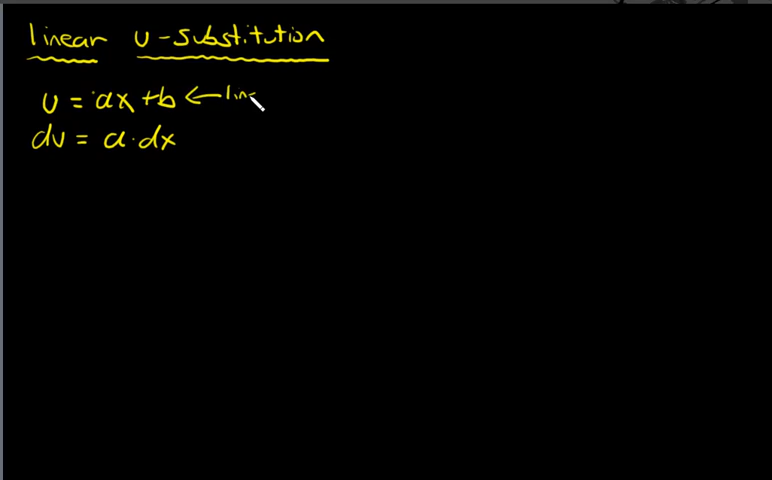 linear u-substitution
u = ax + b ←
du = a · dx